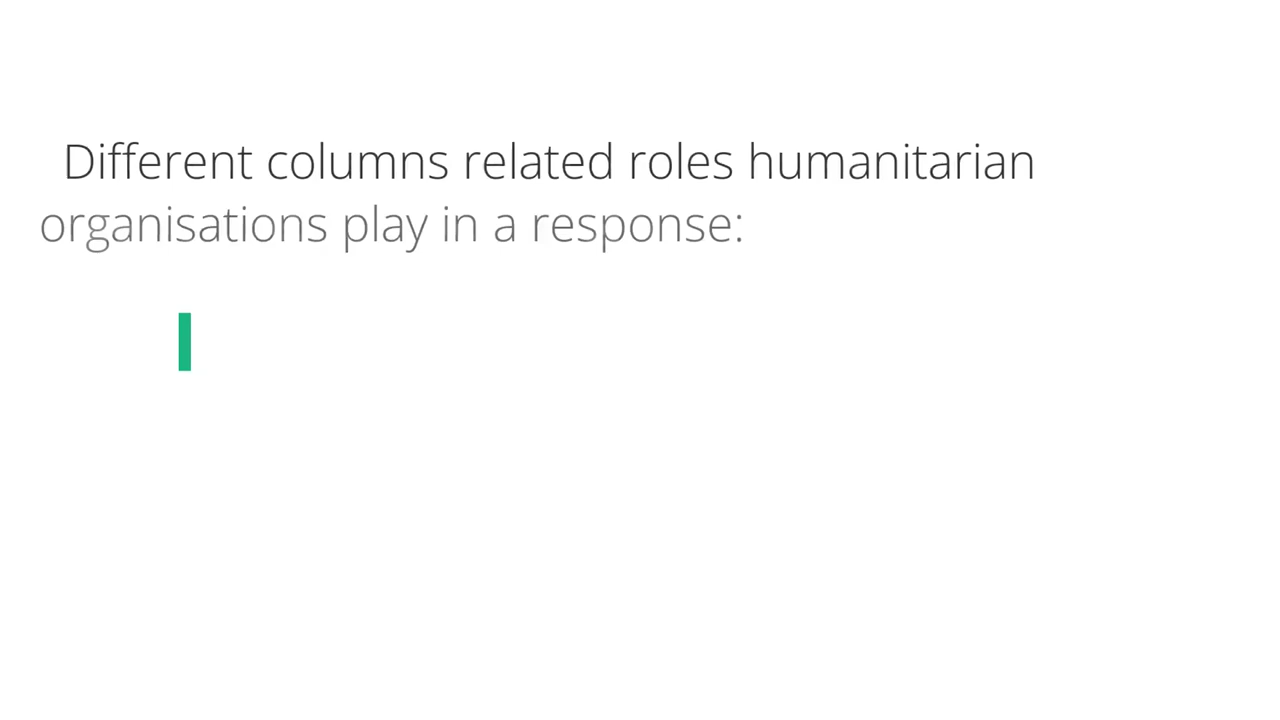 Different columns related roles humanitarian
organisations play in a response: